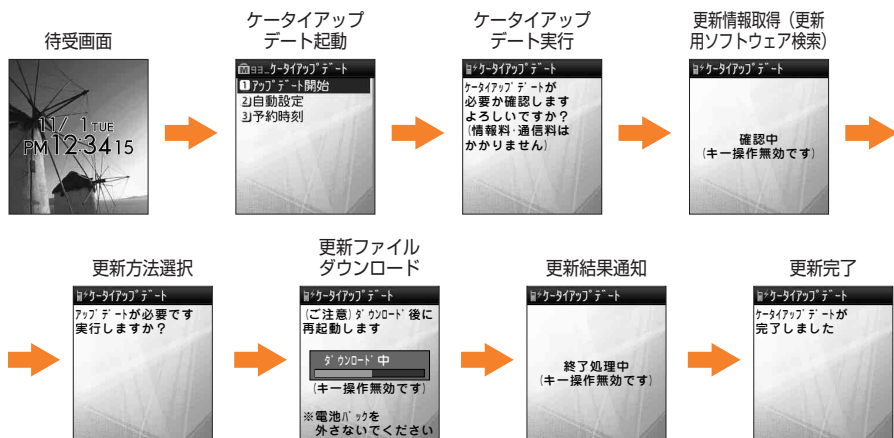 待受画面
11/ 1 TUE
PM12:3415
ケータイアップ
デート起動
M33_ケータイアップデート
1 アップデート開始
2 自動設定
3 予約時刻
ケータイアップ
デート実行
ケータイアップデート
ケータイアップデートが
必要か確認します
よろしいですか?
(情報料・通信料は
かかりません)
更新情報取得(更新
用ソフトウェア検索)
ケータイアップデート
確認中
(キー操作無効です)
更新方法選択
ケータイアップデート
アップデートが必要です
実行しますか?
更新ファイル
ダウンロード
ケータイアップデート
(ご注意)ダウンロード後に
再起動します
ダウンロード中
(キー操作無効です)
※電池パックを
外さないでください
更新結果通知
ケータイアップデート
終了処理中
(キー操作無効です)
更新完了
ケータイアップデート
ケータイアップデートが
完了しました